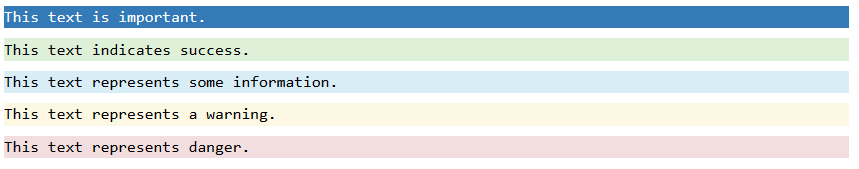 This text is important.
This text indicates success.
This text represents some information.
This text represents a warning.
This text represents danger.